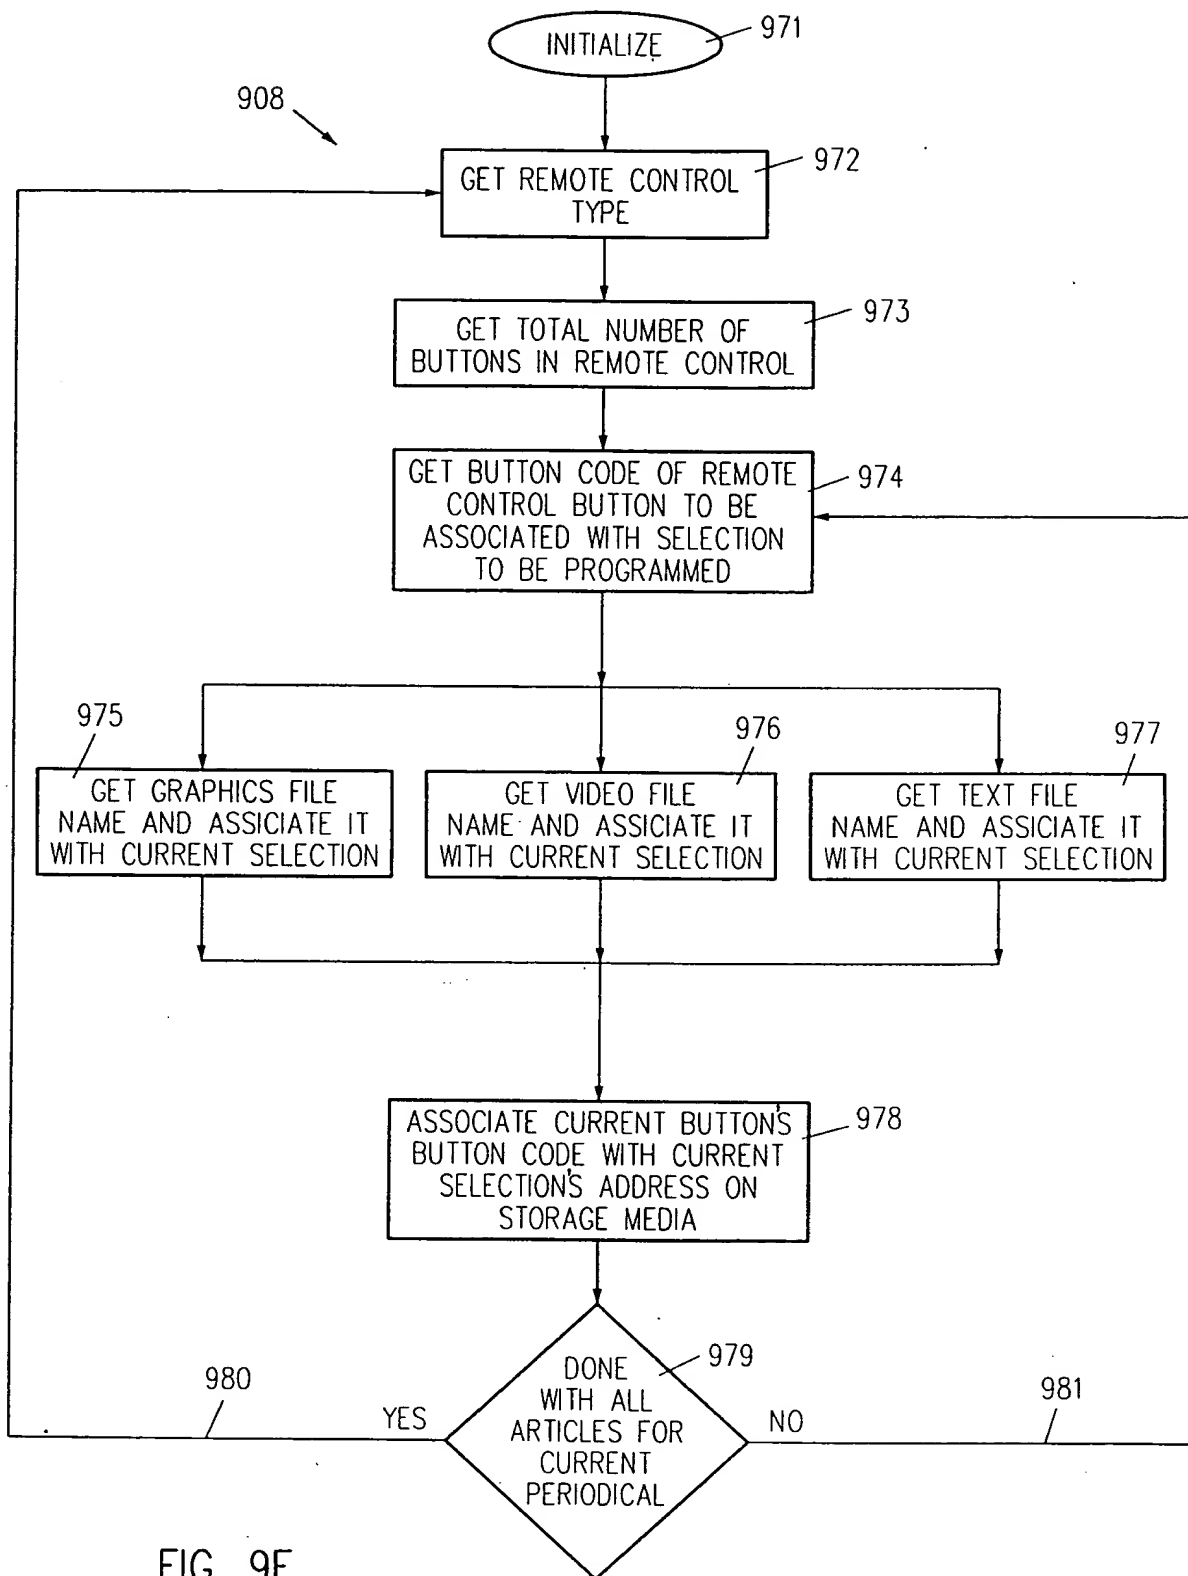 INITIALIZE
971
908
GET REMOTE CONTROL
TYPE
972
GET TOTAL NUMBER OF
BUTTONS IN REMOTE CONTROL
973
GET BUTTON CODE OF REMOTE
CONTROL BUTTON TO BE
ASSOCIATED WITH SELECTION
TO BE PROGRAMMED
974
975
GET GRAPHICS FILE
NAME AND ASSICIATE IT
WITH CURRENT SELECTION
976
GET VIDEO FILE
NAME AND ASSICIATE IT
WITH CURRENT SELECTION
977
GET TEXT FILE
NAME AND ASSICIATE IT
WITH CURRENT SELECTION
ASSOCIATE CURRENT BUTTON'S
BUTTON CODE WITH CURRENT
SELECTION'S ADDRESS ON
STORAGE MEDIA
978
DONE
WITH ALL
ARTICLES FOR
CURRENT
PERIODICAL
979
980
YES
NO
981
FIG. 9F